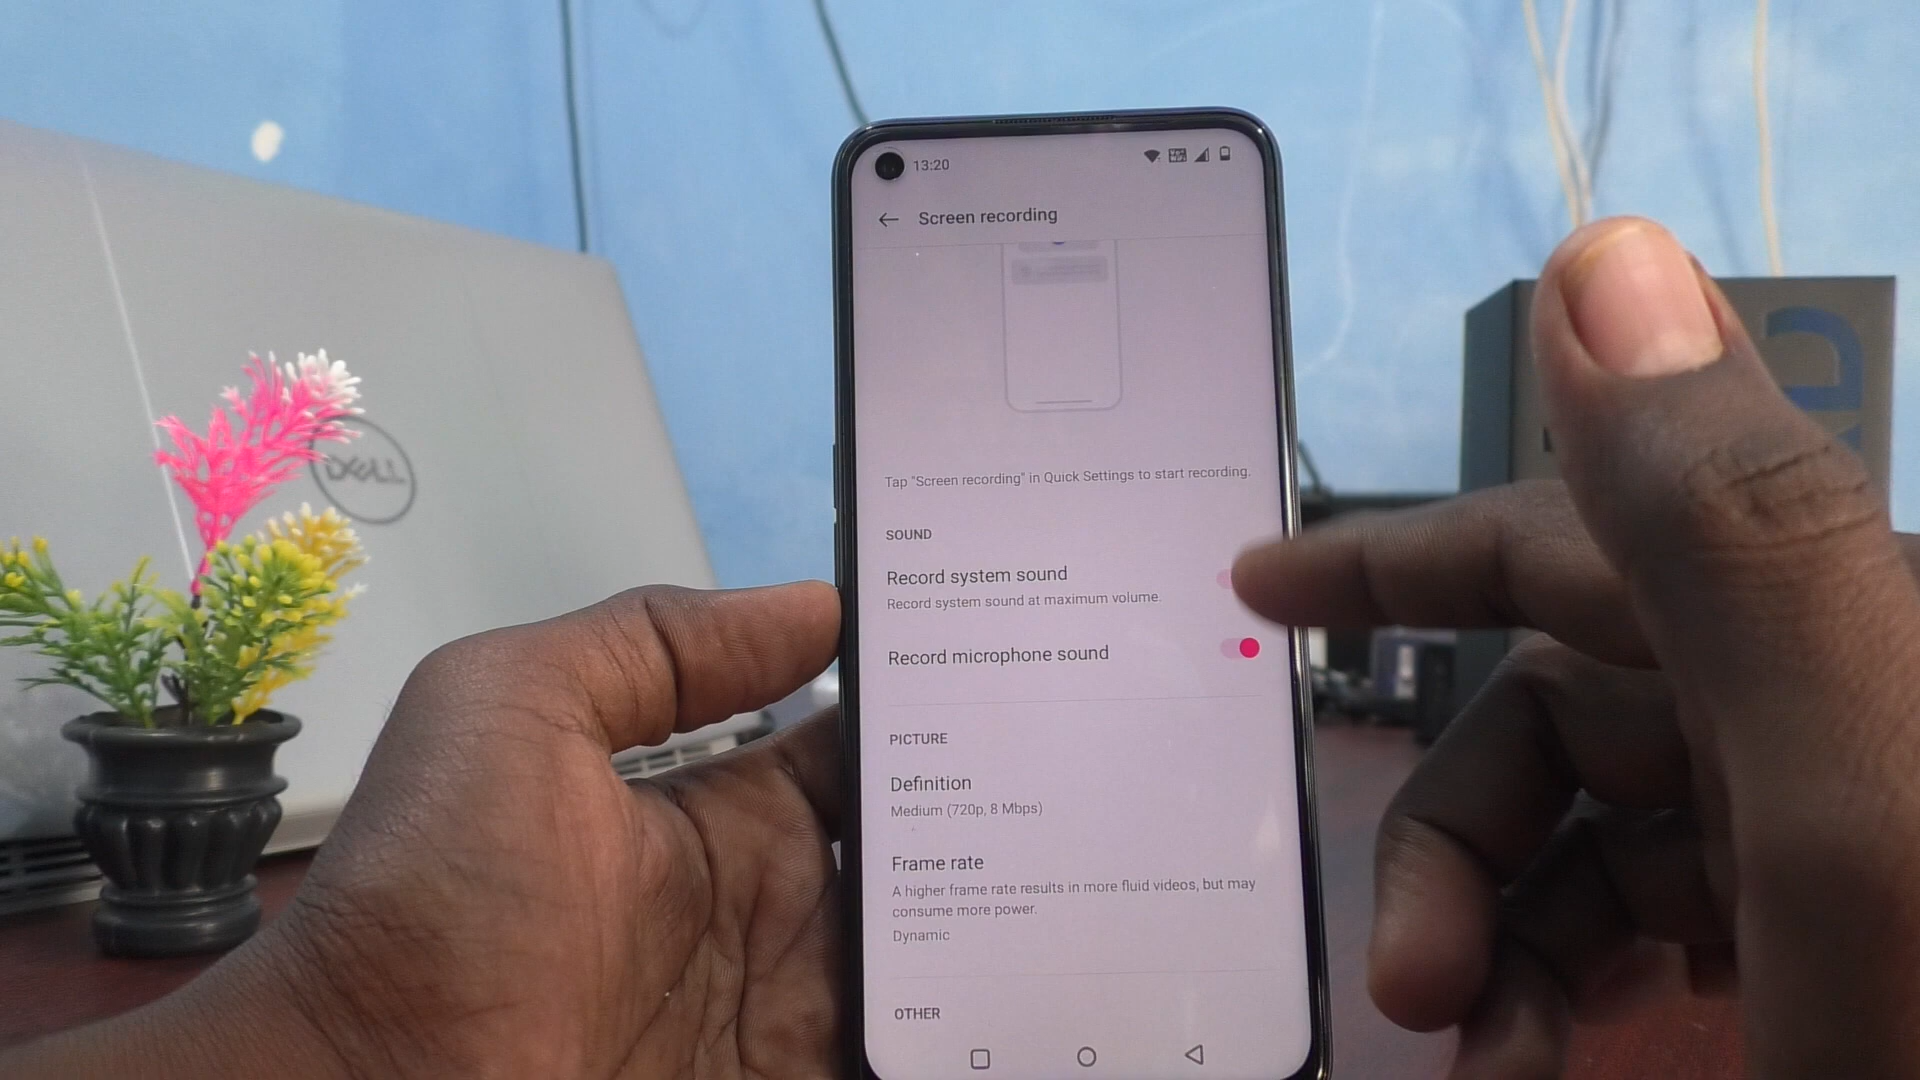 13:20
Screen recording
Tap "Screen recording" in Quick Settings to start recording.
SOUND
Record system sound
Record system sound at maximum volume.
Record microphone sound
PICTURE
Definition
Medium (720p, 8 Mbps)
Frame rate
A higher frame rate results in more fluid videos, but may
consume more power.
Dynamic
OTHER
DELL